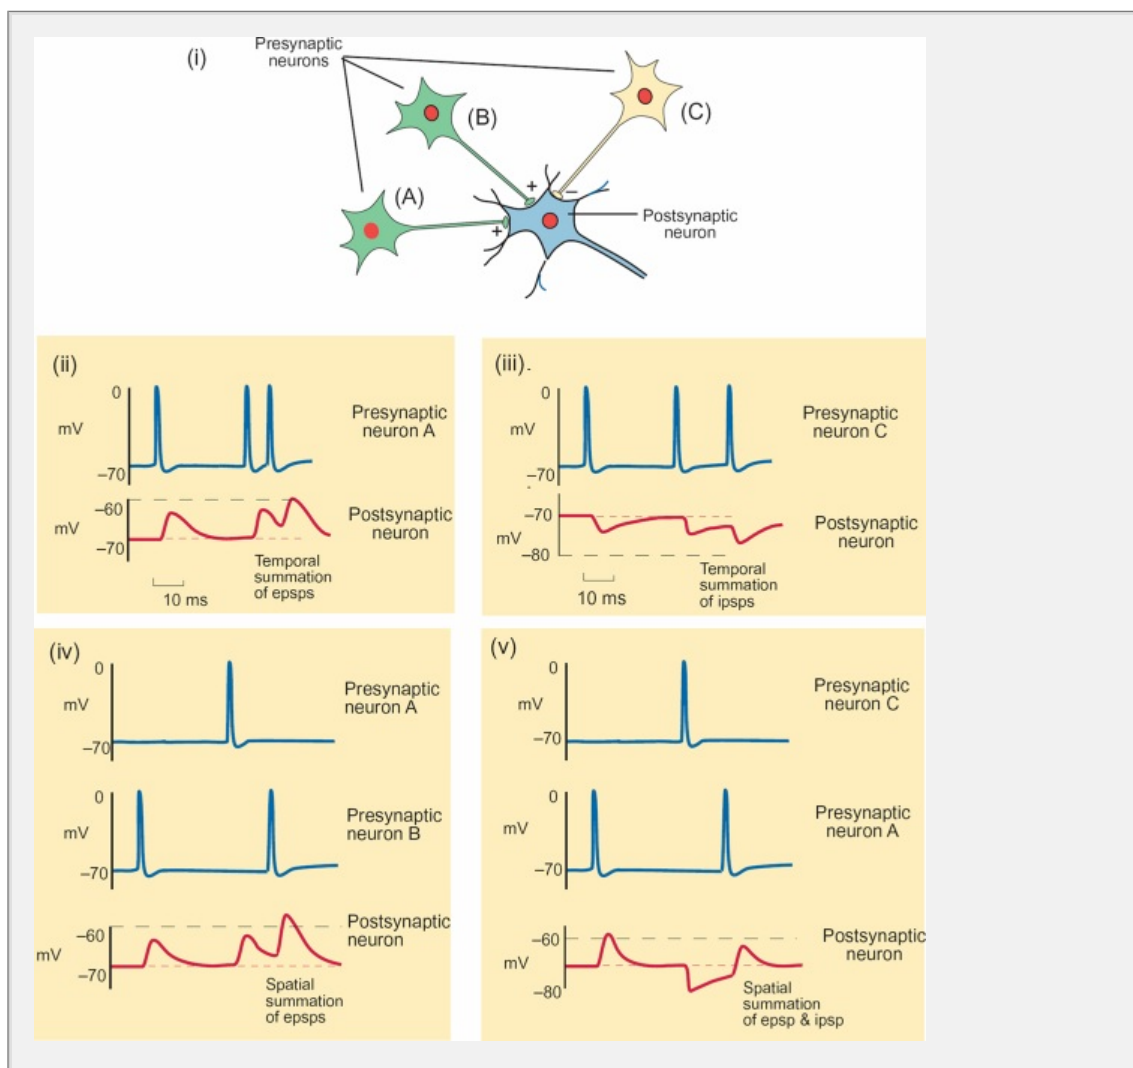 (i)
Presynaptic
neurons
(B)
(C)
(A)
+
−
+
Postsynaptic
neuron
(ii)
0
mV
−70
Presynaptic
neuron A
−60
mV
−70
Postsynaptic
neuron
Temporal
summation
of epsps
10 ms
(iii).
0
mV
−70
Presynaptic
neuron C
−70
mV
−80
Postsynaptic
neuron
Temporal
summation
of ipsps
10 ms
(iv)
0
mV
−70
Presynaptic
neuron A
0
mV
−70
Presynaptic
neuron B
−60
mV
−70
Postsynaptic
neuron
Spatial
summation
of epsps
(v)
0
mV
−70
Presynaptic
neuron C
0
mV
−70
Presynaptic
neuron A
−60
mV
−80
Postsynaptic
neuron
Spatial
summation
of epsp & ipsp